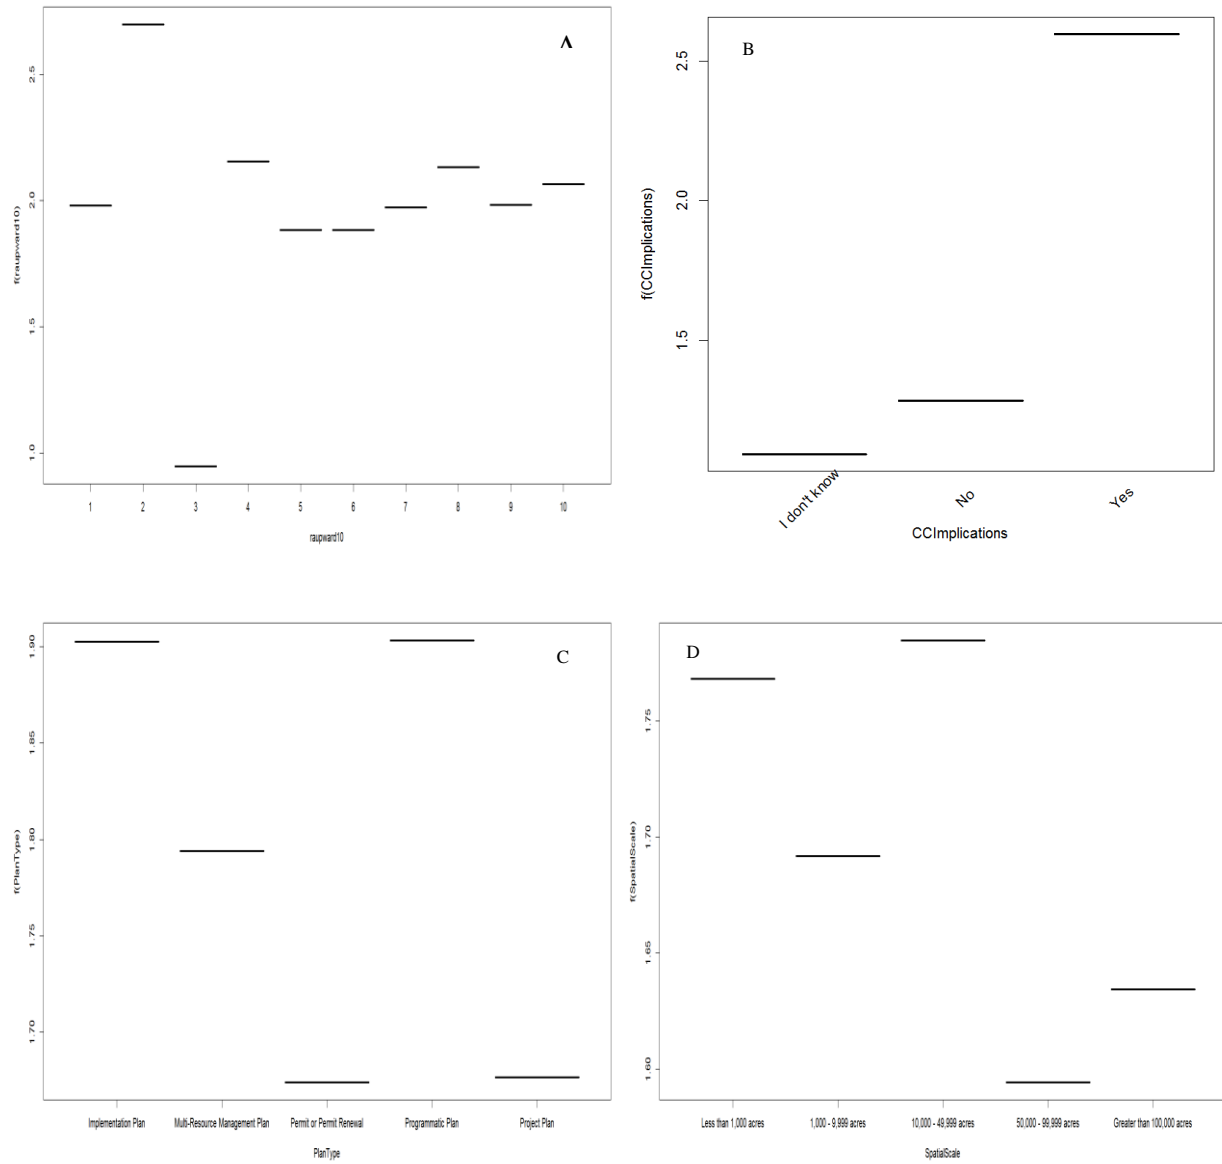 A
2.5
2.0
1.5
1.0
f(raupward10)
1 2 3 4 5 6 7 8 9 10
raupward10
B
2.5
2.0
1.5
f(CCImplications)
I don't know No Yes
CCImplications
C
1.90
1.85
1.80
1.75
1.70
f(PlanType)
Implementation Plan Multi-Resource Management Plan Permit or Permit Renewal Programmatic Plan Project Plan
PlanType
D
1.75
1.70
1.65
1.60
f(SpatialScale)
Less than 1,000 acres 1,000 - 9,999 acres 10,000 - 49,999 acres 50,000 - 99,999 acres Greater than 100,000 acres
SpatialScale